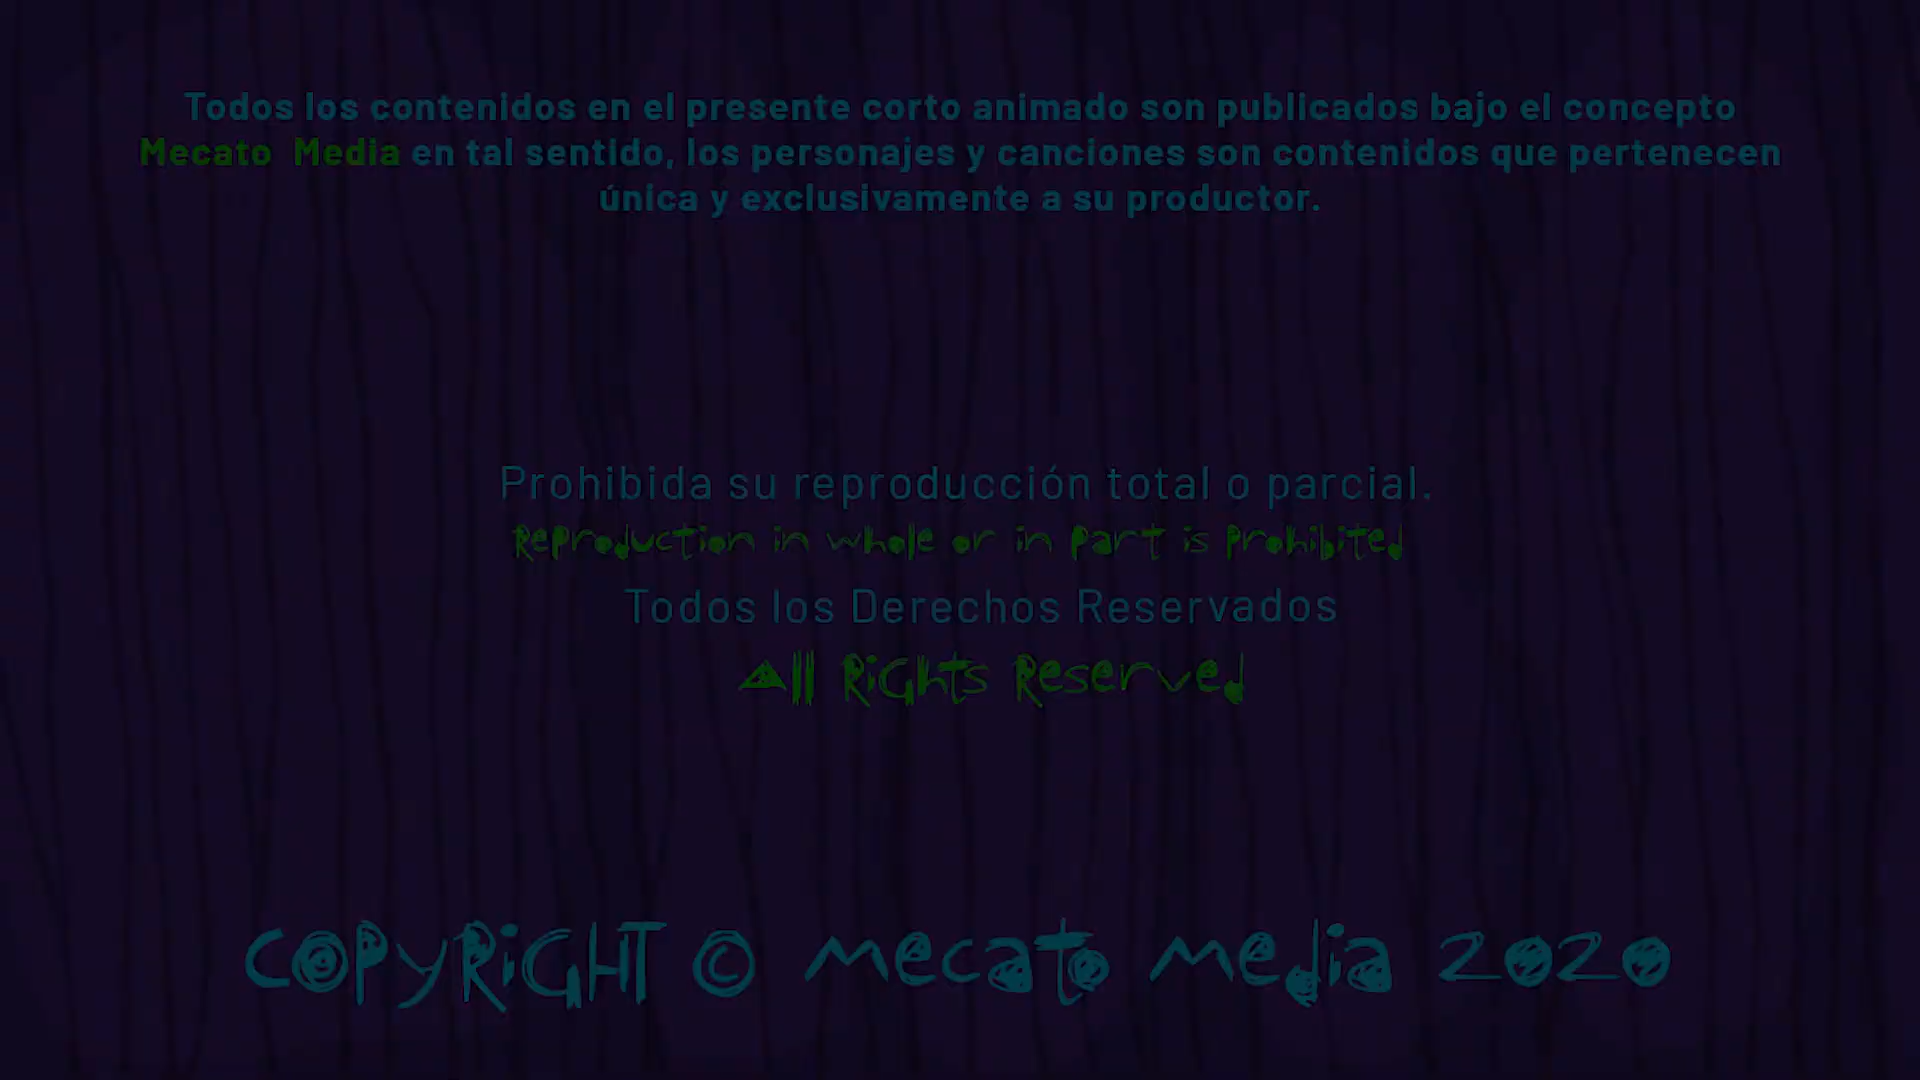 Todos los contenidos en el presente corto animado son publicados bajo el concepto
Mecato Media en tal sentido, los personajes y canciones son contenidos que pertenecen
única y exclusivamente a su productor.
Prohibida su reproducción total o parcial.
Reproduction in whole or in part is prohibited
Todos los Derechos Reservados
All Rights Reserved
COPYRIGHT © mecato media 2020